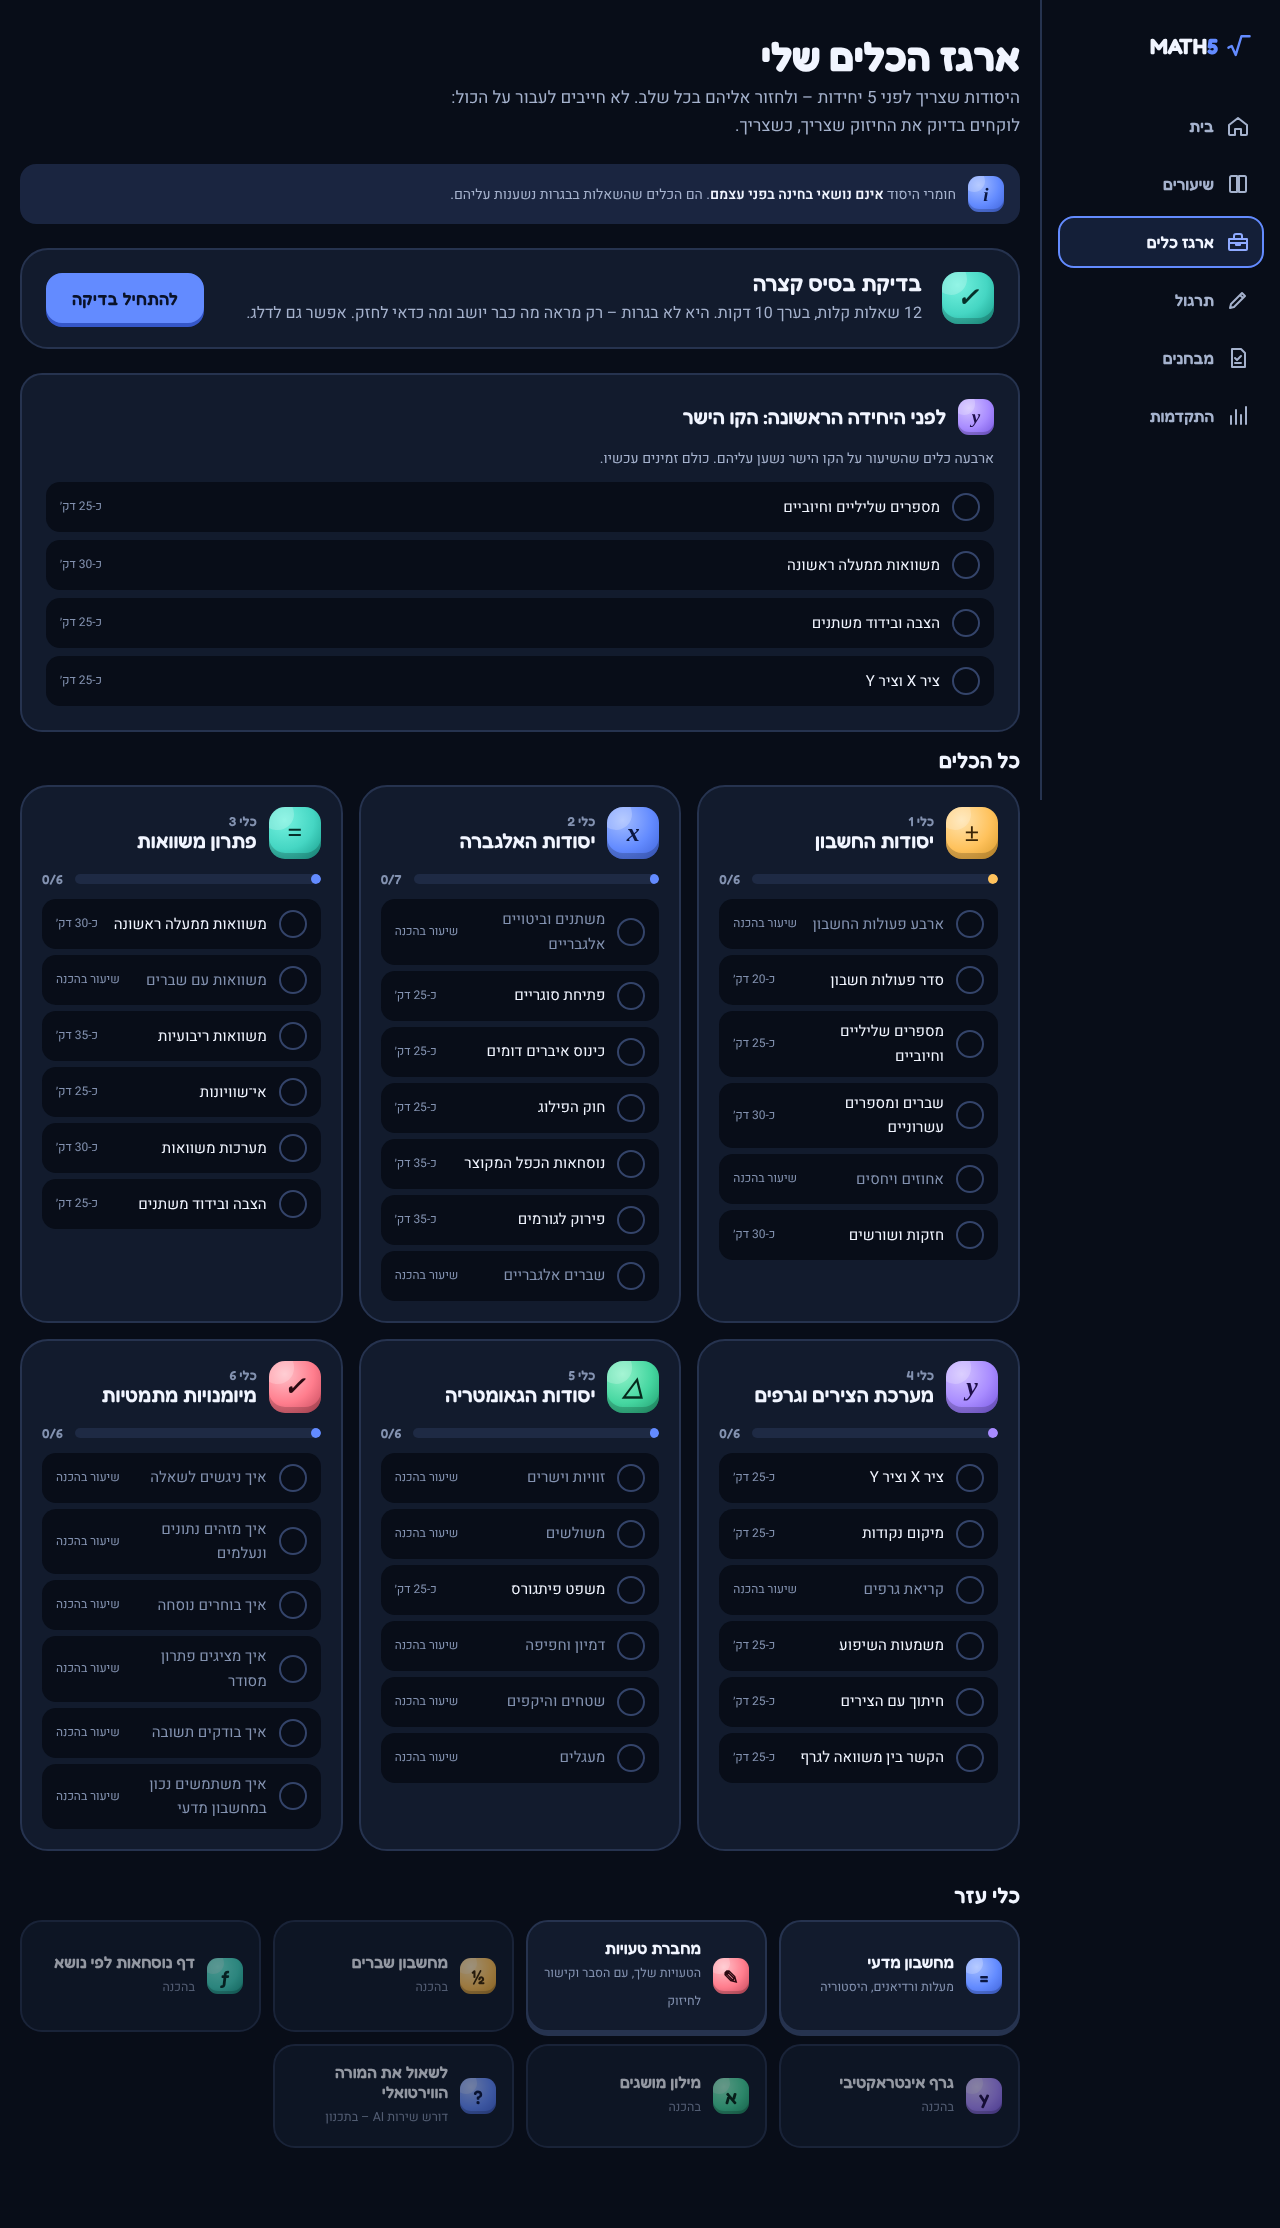 MATH5
בית
שיעורים
ארגז כלים
תרגול
מבחנים
התקדמות
ארגז הכלים שלי
היסודות שצריך לפני 5 יחידות – ולחזור אליהם בכל שלב. לא חייבים לעבור על הכול:
לוקחים בדיוק את החיזוק שצריך, כשצריך.
i
חומרי היסוד אינם נושאי בחינה בפני עצמם. הם הכלים שהשאלות בבגרות נשענות עליהם.
✓
בדיקת בסיס קצרה
12 שאלות קלות, בערך 10 דקות. היא לא בגרות – רק מראה מה כבר יושב ומה כדאי לחזק. אפשר גם לדלג.
להתחיל בדיקה
y
לפני היחידה הראשונה: הקו הישר
ארבעה כלים שהשיעור על הקו הישר נשען עליהם. כולם זמינים עכשיו.
מספרים שליליים וחיוביים
כ-25 דק׳
משוואות ממעלה ראשונה
כ-30 דק׳
הצבה ובידוד משתנים
כ-25 דק׳
ציר X וציר Y
כ-25 דק׳
כל הכלים
±
כלי 1
יסודות החשבון
0/6
ארבע פעולות החשבון
שיעור בהכנה
סדר פעולות חשבון
כ-20 דק׳
מספרים שליליים
וחיוביים
כ-25 דק׳
שברים ומספרים
עשרוניים
כ-30 דק׳
אחוזים ויחסים
שיעור בהכנה
חזקות ושורשים
כ-30 דק׳
x
כלי 2
יסודות האלגברה
0/7
משתנים וביטויים
אלגבריים
שיעור בהכנה
פתיחת סוגריים
כ-25 דק׳
כינוס איברים דומים
כ-25 דק׳
חוק הפילוג
כ-25 דק׳
נוסחאות הכפל המקוצר
כ-35 דק׳
פירוק לגורמים
כ-35 דק׳
שברים אלגבריים
שיעור בהכנה
=
כלי 3
פתרון משוואות
0/6
משוואות ממעלה ראשונה
כ-30 דק׳
משוואות עם שברים
שיעור בהכנה
משוואות ריבועיות
כ-35 דק׳
אי־שוויונות
כ-25 דק׳
מערכות משוואות
כ-30 דק׳
הצבה ובידוד משתנים
כ-25 דק׳
y
כלי 4
מערכת הצירים וגרפים
0/6
ציר X וציר Y
כ-25 דק׳
מיקום נקודות
כ-25 דק׳
קריאת גרפים
שיעור בהכנה
משמעות השיפוע
כ-25 דק׳
חיתוך עם הצירים
כ-25 דק׳
הקשר בין משוואה לגרף
כ-25 דק׳
△
כלי 5
יסודות הגאומטריה
0/6
זוויות וישרים
שיעור בהכנה
משולשים
שיעור בהכנה
משפט פיתגורס
כ-25 דק׳
דמיון וחפיפה
שיעור בהכנה
שטחים והיקפים
שיעור בהכנה
מעגלים
שיעור בהכנה
✓
כלי 6
מיומנויות מתמטיות
0/6
איך ניגשים לשאלה
שיעור בהכנה
איך מזהים נתונים
ונעלמים
שיעור בהכנה
איך בוחרים נוסחה
שיעור בהכנה
איך מציגים פתרון
מסודר
שיעור בהכנה
איך בודקים תשובה
שיעור בהכנה
איך משתמשים נכון
במחשבון מדעי
שיעור בהכנה
כלי עזר
=
מחשבון מדעי
מעלות ורדיאנים, היסטוריה
✎
מחברת טעויות
הטעויות שלך, עם הסבר וקישור
לחיזוק
½
מחשבון שברים
בהכנה
ƒ
דף נוסחאות לפי נושא
בהכנה
y
גרף אינטראקטיבי
בהכנה
א
מילון מושגים
בהכנה
?
לשאול את המורה
הווירטואלי
דורש שירות AI – בתכנון